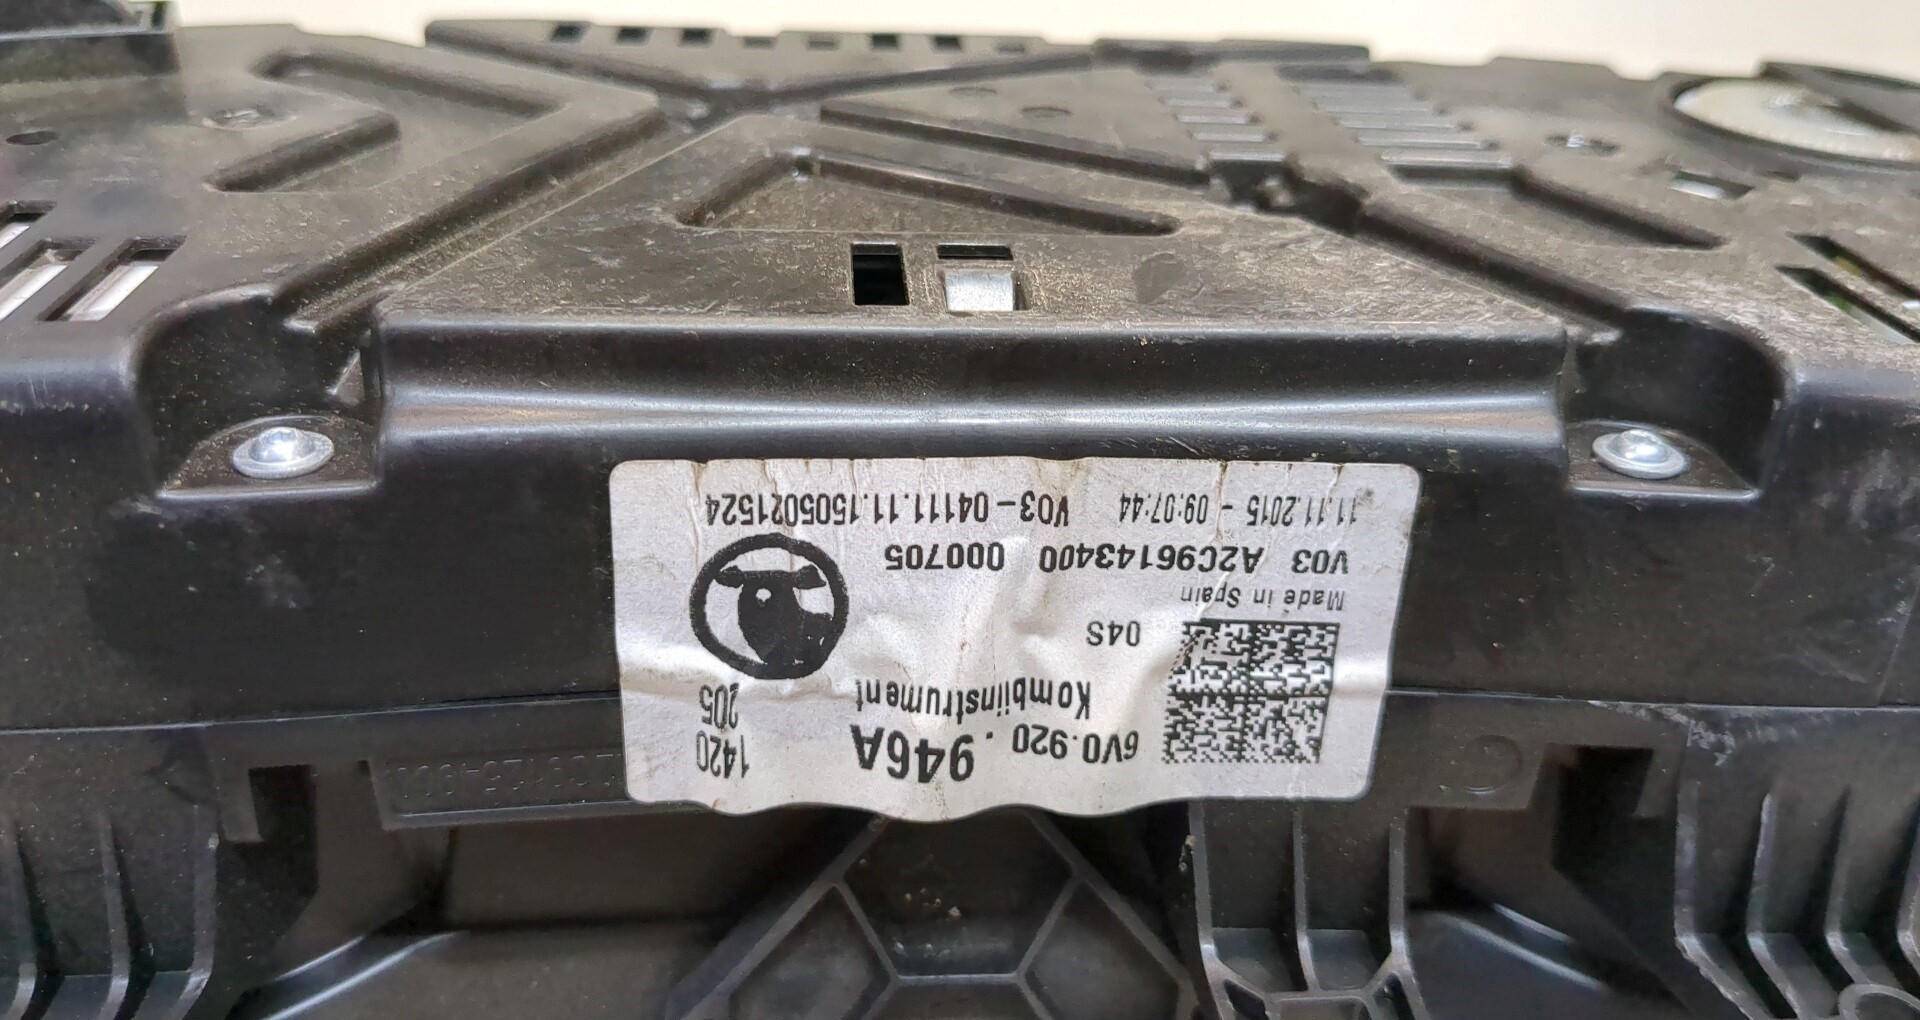 6V0.920 . 946A 1420
Kombiinstrument 205
04S
Made in Spain
V03 A2C96143400 000705
11.11.2015 - 09:07:44 V03-04111.11.1505021524